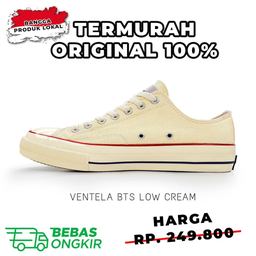 BANGGA
PRODUK LOKAL
TERMURAH
ORIGINAL 100%
VENTELA BTS LOW CREAM
BEBAS
ONGKIR
HARGA
RP. 249.800